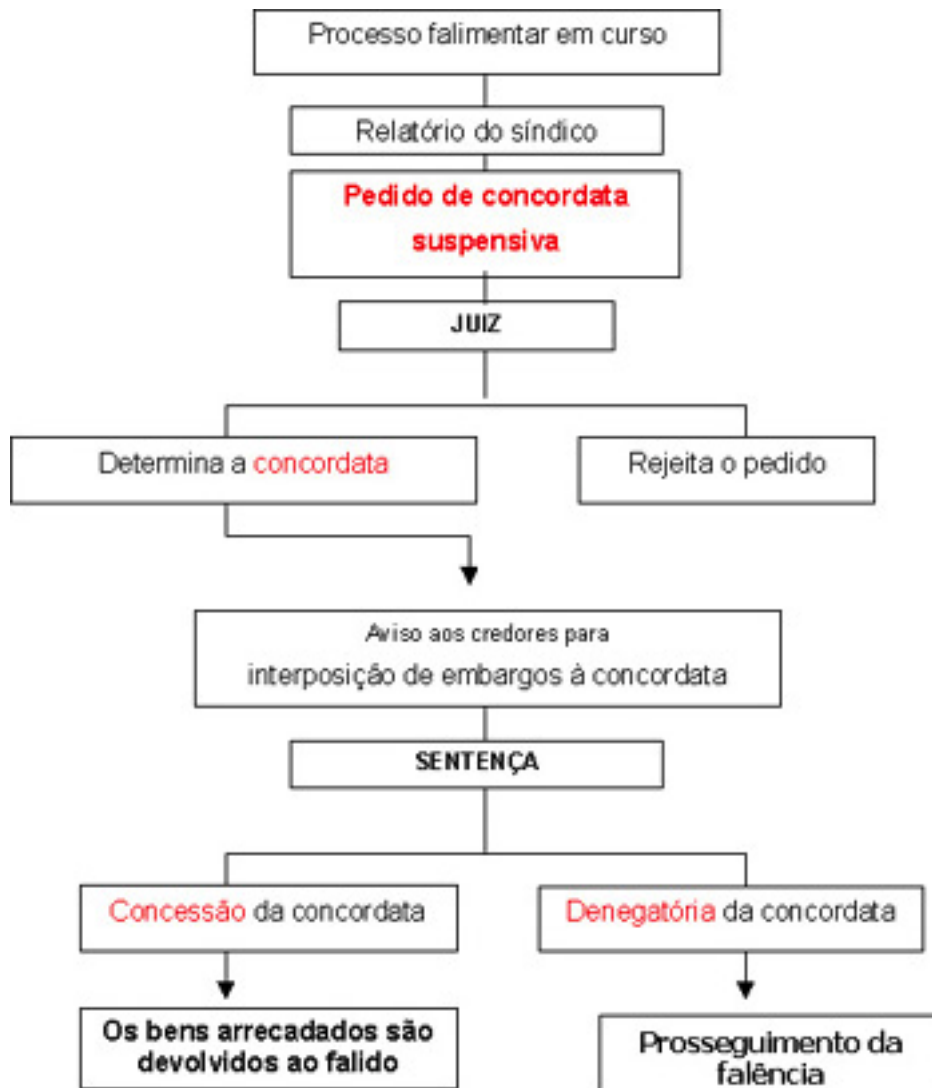 Processo falimentar em curso
Relatório do síndico
Pedido de concordata
suspensiva
JUIZ
Determina a concordata
Rejeita o pedido
Aviso aos credores para
interposição de embargos à concordata
SENTENÇA
Concessão da concordata
Denegatória da concordata
Os bens arrecadados são
devolvidos ao falido
Prosseguimento da
falência